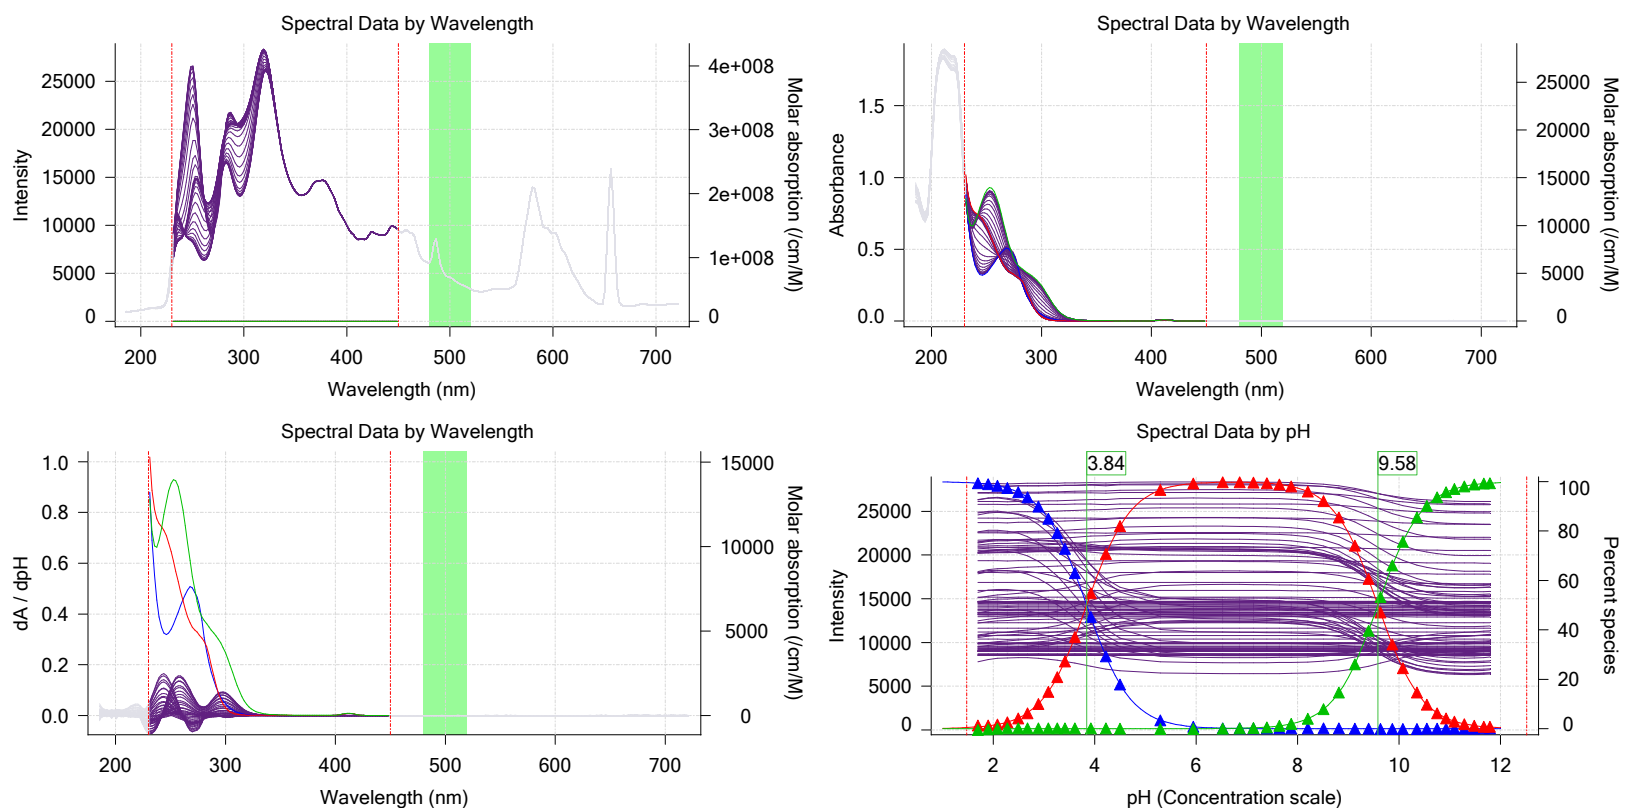 Spectral Data by Wavelength
Intensity
25000
20000
15000
10000
5000
0
4e+008
3e+008
2e+008
1e+008
0
Molar absorption (/cm/M)
200 300 400 500 600 700
Wavelength (nm)
Spectral Data by Wavelength
Absorbance
1.5
1.0
0.5
0.0
25000
20000
15000
10000
5000
0
Molar absorption (/cm/M)
200 300 400 500 600 700
Wavelength (nm)
Spectral Data by Wavelength
dA / dpH
1.0
0.8
0.6
0.4
0.2
0.0
15000
10000
5000
0
Molar absorption (/cm/M)
200 300 400 500 600 700
Wavelength (nm)
Spectral Data by pH
3.84 9.58
Intensity
25000
20000
15000
10000
5000
0
100
80
60
40
20
0
Percent species
2 4 6 8 10 12
pH (Concentration scale)